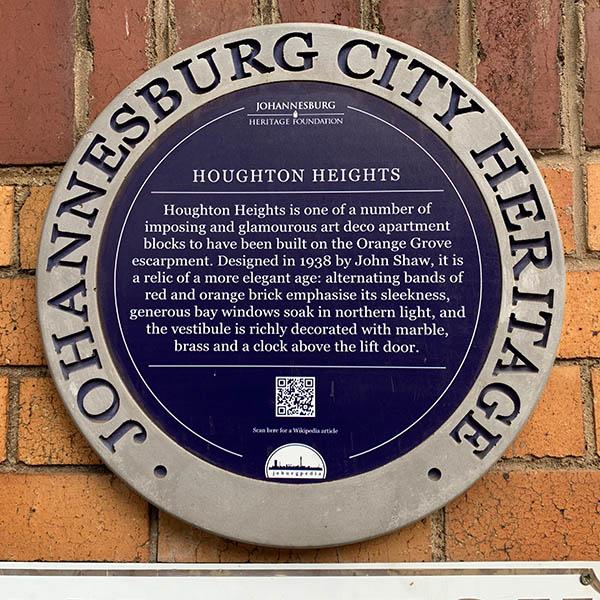 JOHANNESBURG CITY HERITAGE
JOHANNESBURG
HERITAGE FOUNDATION
HOUGHTON HEIGHTS
Houghton Heights is one of a number of
imposing and glamourous art deco apartment
blocks to have been built on the Orange Grove
escarpment. Designed in 1938 by John Shaw, it is
a relic of a more elegant age: alternating bands of
red and orange brick emphasise its sleekness,
generous bay windows soak in northern light, and
the vestibule is richly decorated with marble,
brass and a clock above the lift door.
Scan here for a Wikipedia article
joburgpedia